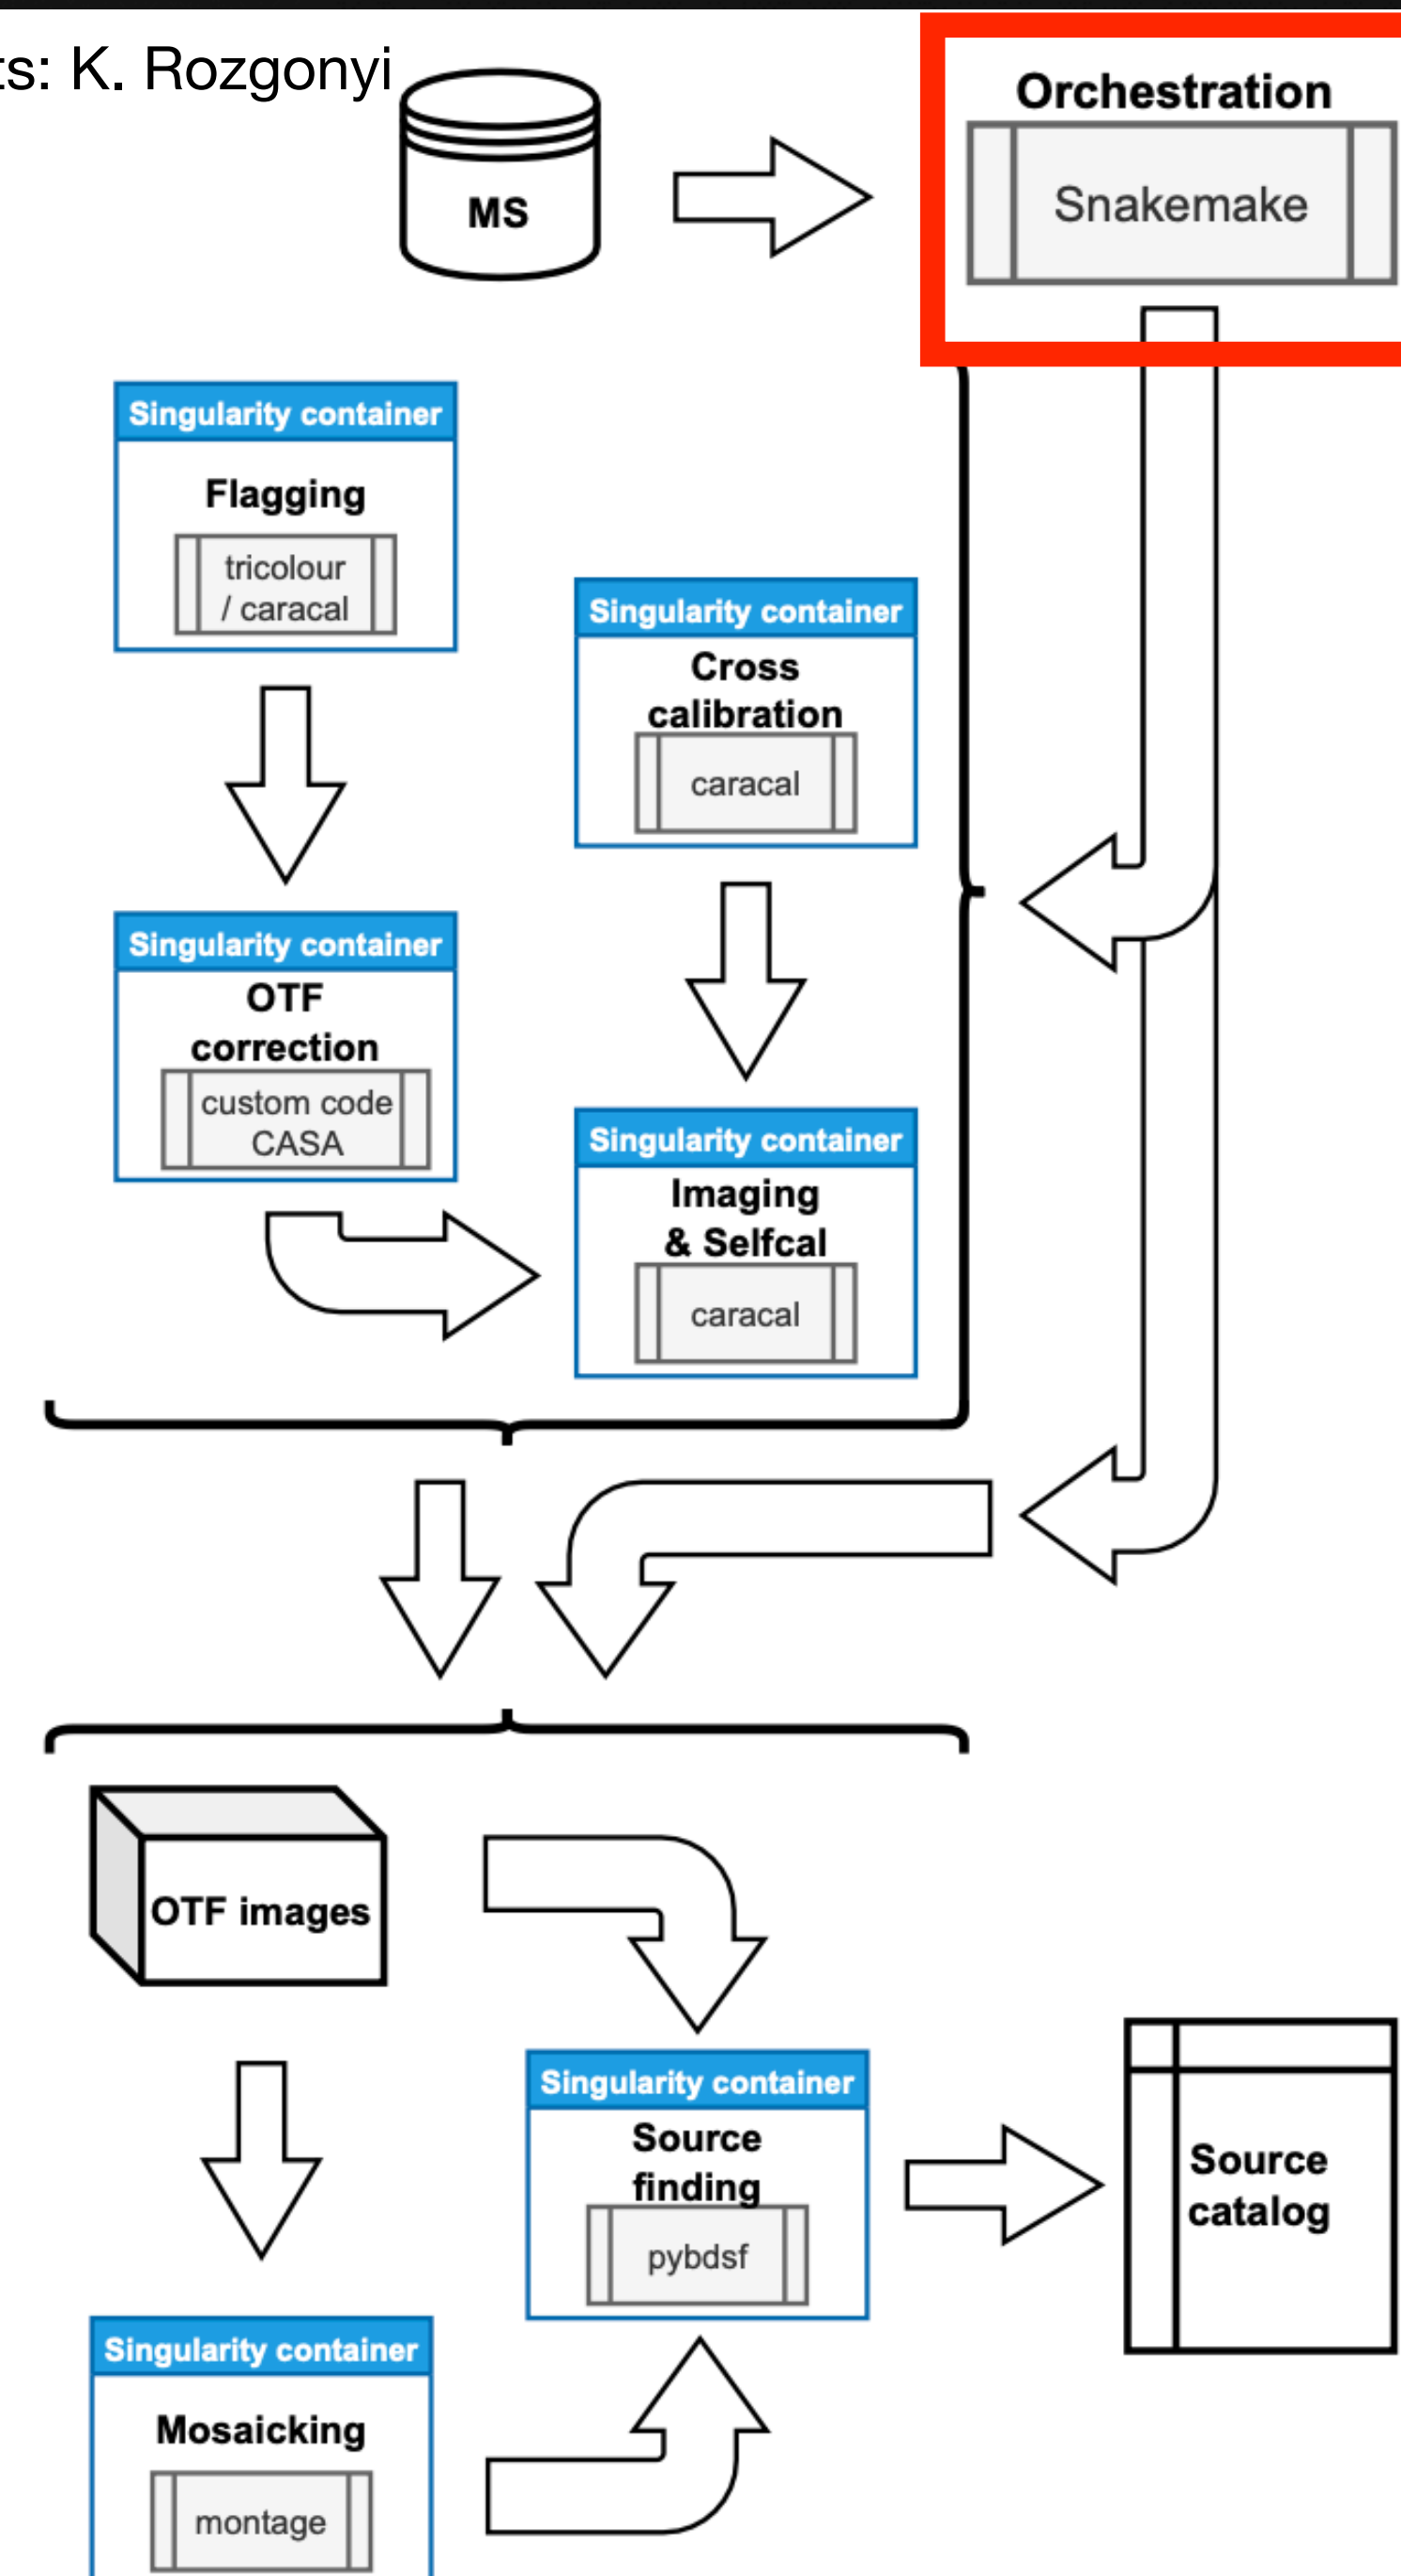 ts: K. Rozgonyi
MS
Orchestration
Snakemake
Singularity container
Flagging
tricolour
/ caracal
Singularity container
Cross
calibration
caracal
Singularity container
OTF
correction
custom code
CASA
Singularity container
Imaging
& Selfcal
caracal
OTF images
Singularity container
Source
finding
pybdsf
Source
catalog
Singularity container
Mosaicking
montage